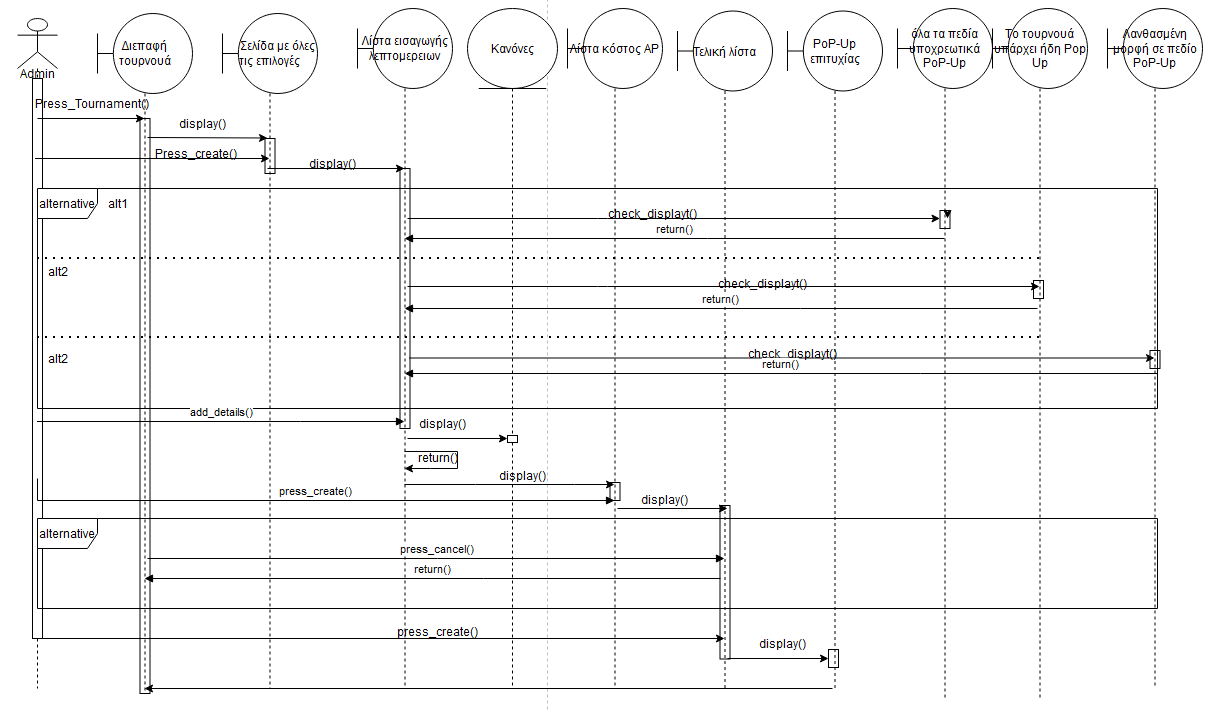 Admin
Διεπαφή
τουρνουά
Σελίδα με όλες
τις επιλογές
Λίστα εισαγωγής
λεπτομερειων
Κανόνες
Λίστα κόστος AP
Τελική λίστα
PoP-Up
επιτυχίας
όλα τα πεδία
υποχρεωτικά
PoP-Up
Το τουρνουά
υπάρχει ήδη Pop
Up
Λανθασμένη
μορφή σε πεδίο
PoP-Up
Press_Tournament()
display()
Press_create()
display()
alternative
alt1
check_displayt()
return()
alt2
check_displayt()
return()
alt2
check_displayt()
return()
add_details()
display()
return()
display()
press_create()
display()
alternative
press_cancel()
return()
press_create()
display()